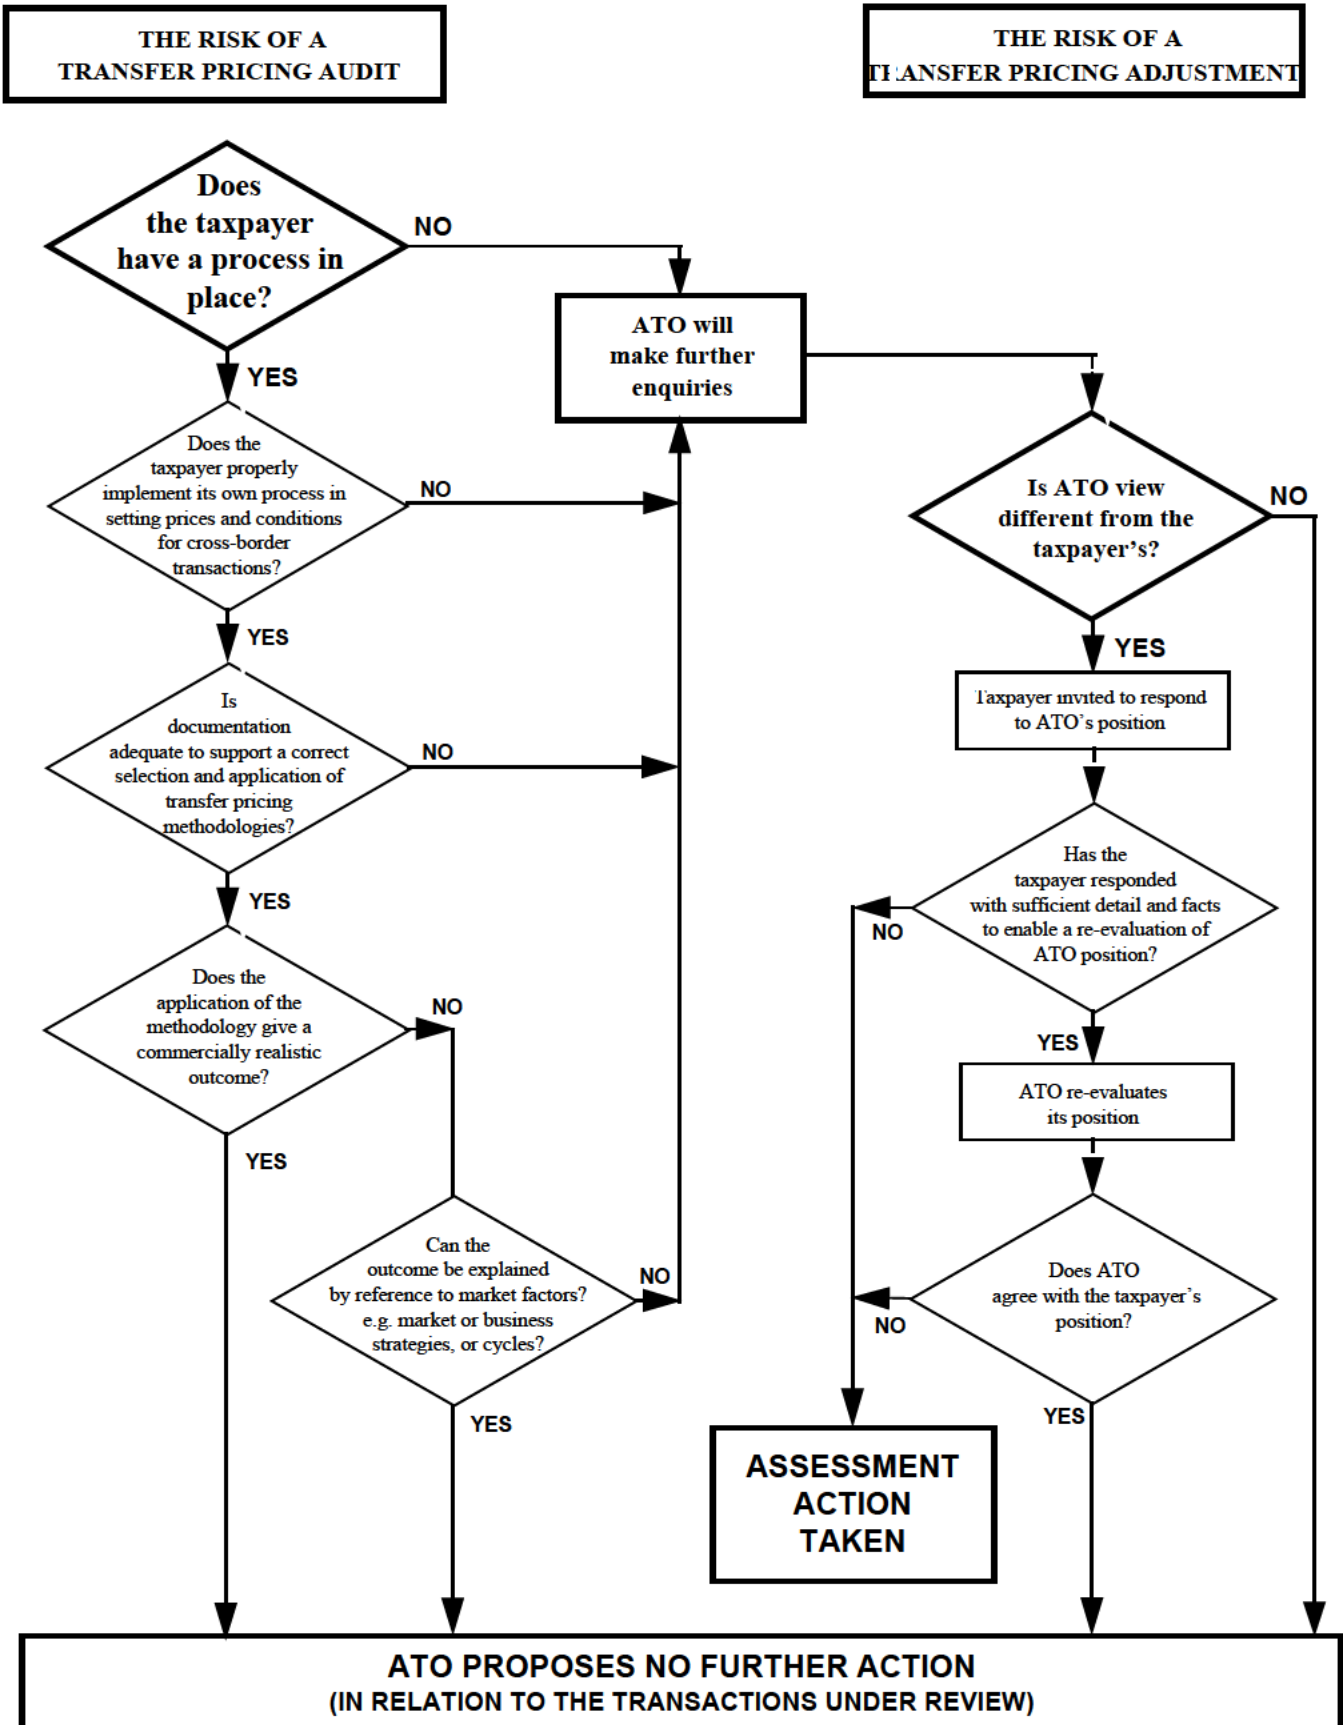 THE RISK OF A
TRANSFER PRICING AUDIT
THE RISK OF A
TRANSFER PRICING ADJUSTMENT
Does
the taxpayer
have a process in
place?
NO
YES
ATO will
make further
enquiries
Does the
taxpayer properly
implement its own process in
setting prices and conditions
for cross-border
transactions?
NO
YES
Is
documentation
adequate to support a correct
selection and application of
transfer pricing
methodologies?
NO
YES
Does the
application of the
methodology give a
commercially realistic
outcome?
NO
YES
Can the
outcome be explained
by reference to market factors?
e.g. market or business
strategies, or cycles?
NO
YES
Is ATO view
different from the
taxpayer's?
NO
YES
Taxpayer invited to respond
to ATO's position
Has the
taxpayer responded
with sufficient detail and facts
to enable a re-evaluation of
ATO position?
NO
YES
ATO re-evaluates
its position
Does ATO
agree with the taxpayer's
position?
NO
YES
ASSESSMENT
ACTION
TAKEN
ATO PROPOSES NO FURTHER ACTION
(IN RELATION TO THE TRANSACTIONS UNDER REVIEW)